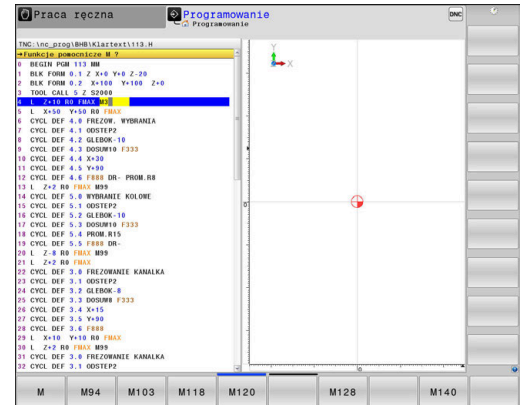 Praca ręczna
Programowanie
Programowanie
DNC
TNC:\nc_prog\BHB\Klartext\113.H
→Funkcje pomocnicze M ?
0 BEGIN PGM 113 MM
1 BLK FORM 0.1 Z X+0 Y+0 Z-20
2 BLK FORM 0.2 X+100 Y+100 Z+0
3 TOOL CALL 5 Z S2000
4 L Z+10 R0 FMAX M3
5 L X+50 Y+50 R0 FMAX
6 CYCL DEF 4.0 FREZOW. WYBRANIA
7 CYCL DEF 4.1 ODSTEP2
8 CYCL DEF 4.2 GLEBOK-10
9 CYCL DEF 4.3 DOSUW10 F333
10 CYCL DEF 4.4 X+30
11 CYCL DEF 4.5 Y+90
12 CYCL DEF 4.6 F888 DR- PROM.R8
13 L Z+2 R0 FMAX M99
14 CYCL DEF 5.0 WYBRANIE KOLOWE
15 CYCL DEF 5.1 ODSTEP2
16 CYCL DEF 5.2 GLEBOK-10
17 CYCL DEF 5.3 DOSUW10 F333
18 CYCL DEF 5.4 PROM.R15
19 CYCL DEF 5.5 F888 DR-
20 L Z-8 R0 FMAX M99
21 L Z+2 R0 FMAX
22 CYCL DEF 3.0 FREZOWANIE KANALKA
23 CYCL DEF 3.1 ODSTEP2
24 CYCL DEF 3.2 GLEBOK-8
25 CYCL DEF 3.3 DOSUW8 F333
26 CYCL DEF 3.4 X+15
27 CYCL DEF 3.5 Y+90
28 CYCL DEF 3.6 F888
29 L X+10 Y+10 R0 FMAX
30 L Z+2 R0 FMAX M99
31 CYCL DEF 3.0 FREZOWANIE KANALKA
32 CYCL DEF 3.1 ODSTEP2
Y
X
0
0
M M94 M103 M118 M120 M128 M140